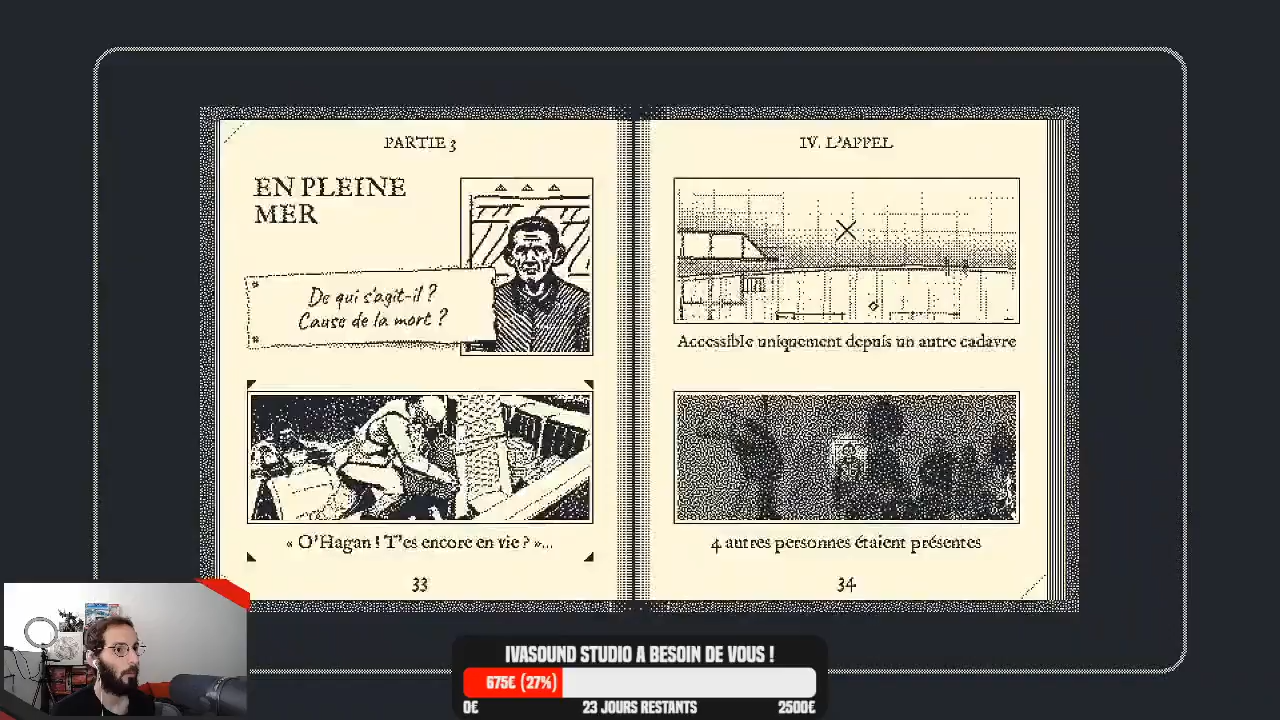 PARTIE 3
EN PLEINE
MER
De qui s'agit-il ?
Cause de la mort ?
« O'Hagan ! T'es encore en vie ? »...
33
IV. L'APPEL
Accessible uniquement depuis un autre cadavre
4 autres personnes étaient présentes
34
IVASOUND STUDIO A BESOIN DE VOUS !
675€ (27%)
0€ 23 JOURS RESTANTS 2500€